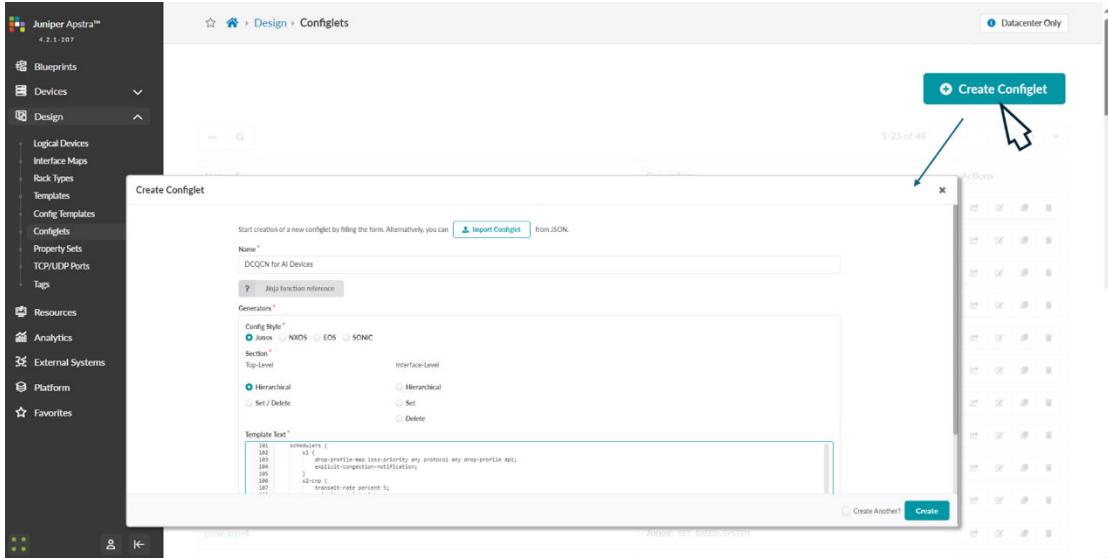 Juniper Apstra™
4.2.1-207
Blueprints
Devices
Design
Logical Devices
Interface Maps
Rack Types
Templates
Config Templates
Configlets
Property Sets
TCP/UDP Ports
Tags
Resources
Analytics
External Systems
Platform
Favorites
Design › Configlets
Datacenter Only
Create Configlet
1-25 of 48
Actions
Create Configlet
Start creation of a new configlet by filling the form. Alternatively, you can Import Configlet from JSON.
Name *
DCQCN for AI Devices
? Jinja function reference
Generators *
Config Style *
Junos NXOS EOS SONiC
Section *
Top-Level Interface-Level
Hierarchical Hierarchical
Set / Delete Set
Delete
Template Text *
101 schedulers {
102 s1 {
103 drop-profile-map loss-priority any protocol any drop-profile dp1;
104 explicit-congestion-notification;
105 }
106 s2-cnp {
107 transmit-rate percent 5;
Create Another? Create